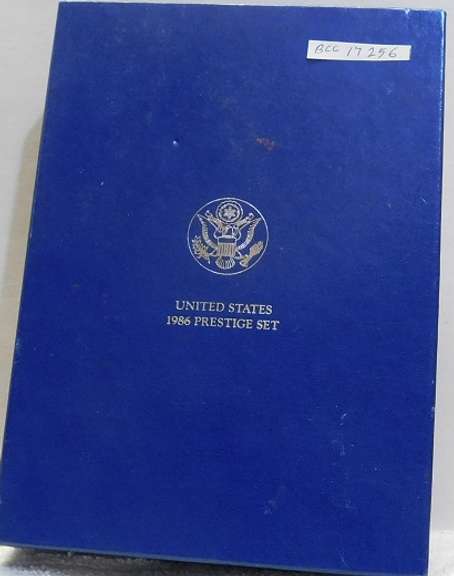 BCC 17256
UNITED STATES
1986 PRESTIGE SET